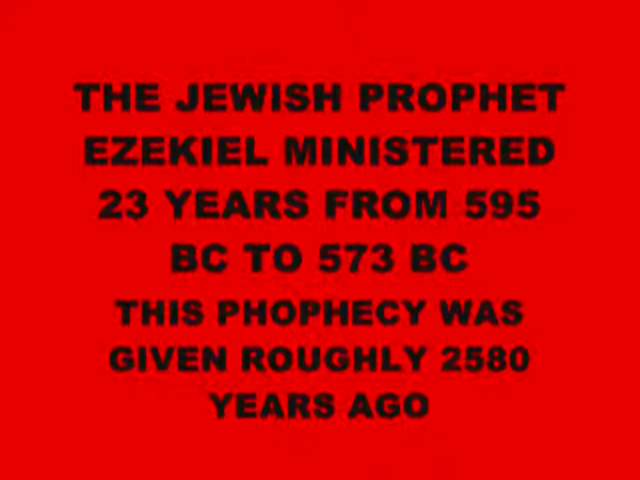 THE JEWISH PROPHET
EZEKIEL MINISTERED
23 YEARS FROM 595
BC TO 573 BC
THIS PHOPHECY WAS
GIVEN ROUGHLY 2580
YEARS AGO